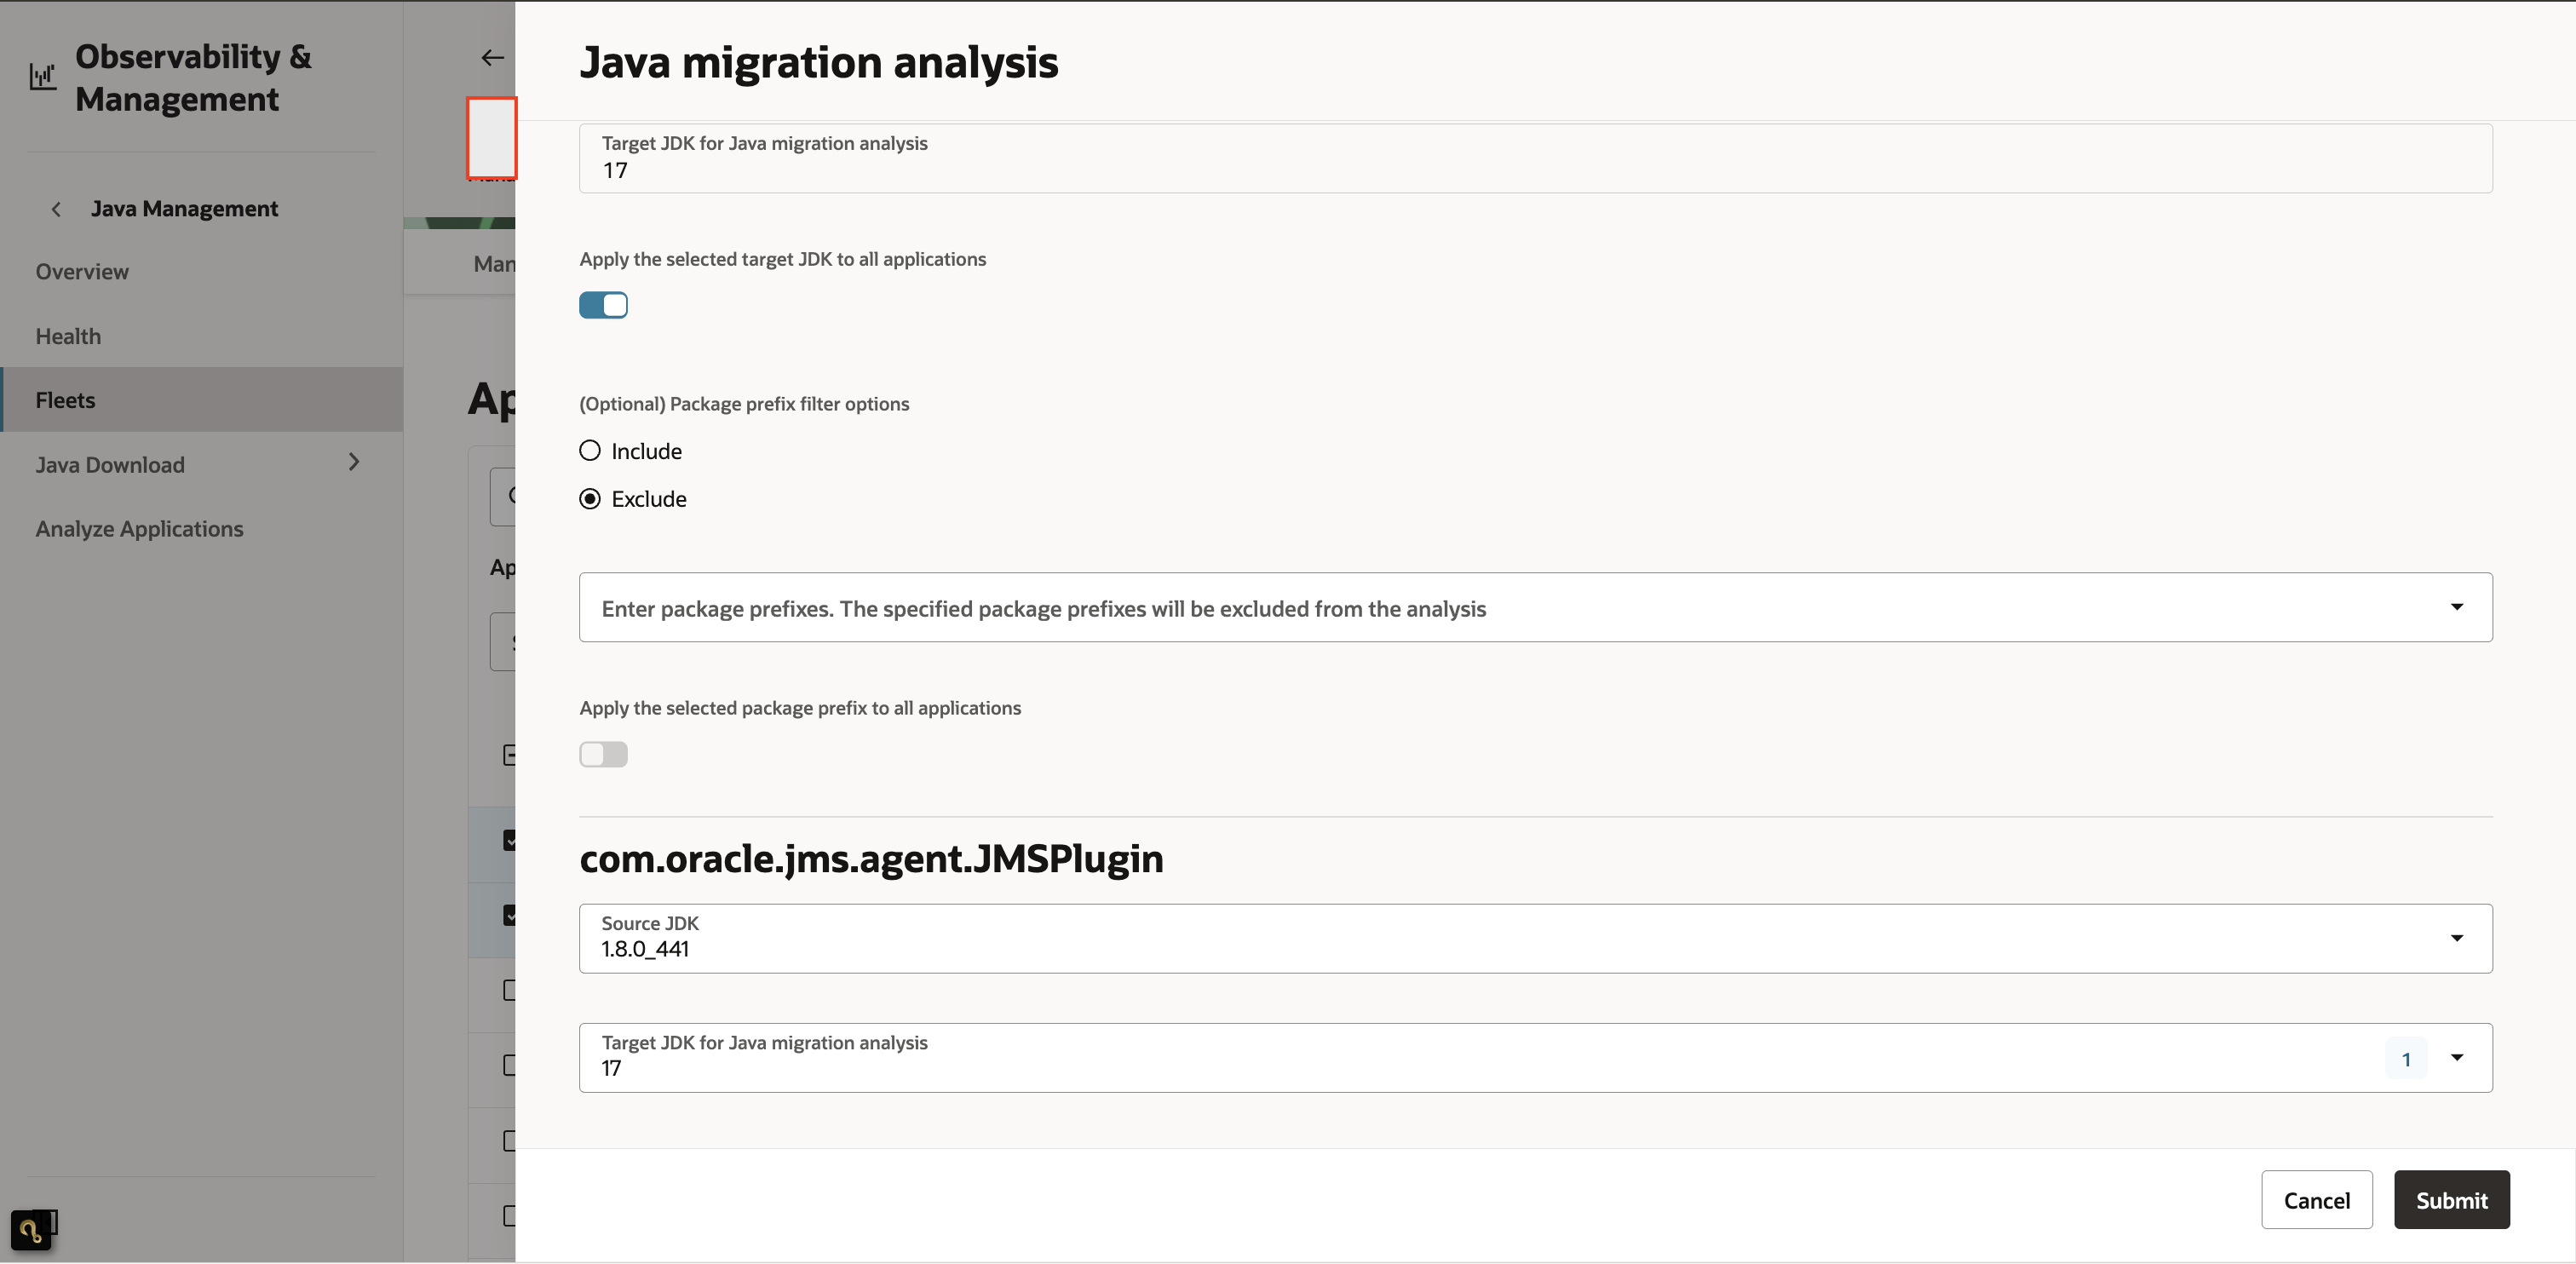 Observability &
Management
Java Management
Overview
Health
Fleets
Java Download
Analyze Applications
Man
Ap
Ap
Java migration analysis
Target JDK for Java migration analysis
17
Apply the selected target JDK to all applications
(Optional) Package prefix filter options
Include
Exclude
Enter package prefixes. The specified package prefixes will be excluded from the analysis
Apply the selected package prefix to all applications
com.oracle.jms.agent.JMSPlugin
Source JDK
1.8.0_441
Target JDK for Java migration analysis
17
1
Cancel
Submit